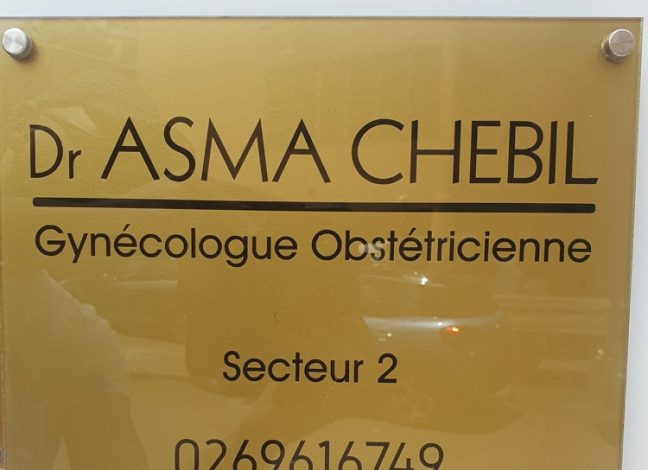 Dr ASMA CHEBIL
Gynécologue Obstétricienne
Secteur 2
0269616749